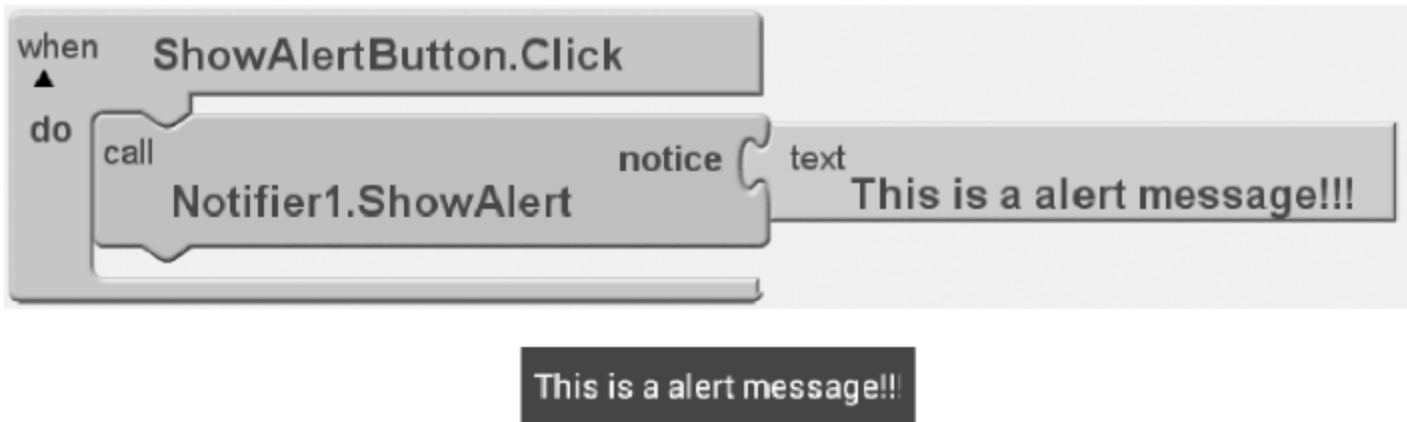 when ShowAlertButton.Click
do
call
notice
text
Notifier1.ShowAlert
This is a alert message!!!
This is a alert message!!!